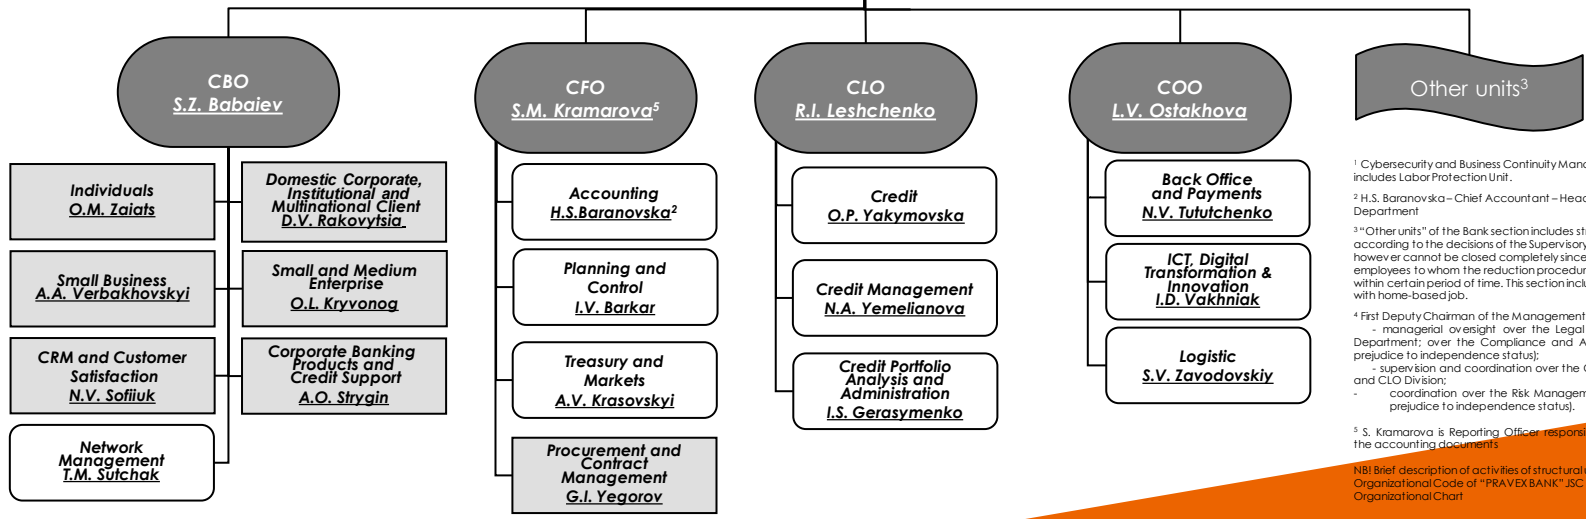 CBO
S.Z. Babaiev
CFO
S.M. Kramarova5
CLO
R.I. Leshchenko
COO
L.V. Ostakhova
Other units3
Individuals
O.M. Zaiats
Domestic Corporate,
Institutional and
Multinational Client
D.V. Rakovytsia
Small Business
A.A. Verbakhovskyi
Small and Medium
Enterprise
O.L. Kryvonog
CRM and Customer
Satisfaction
N.V. Sofiiuk
Corporate Banking
Products and
Credit Support
A.O. Strygin
Network
Management
T.M. Sutchak
Accounting
H.S.Baranovska2
Planning and
Control
I.V. Barkar
Treasury and
Markets
A.V. Krasovskyi
Procurement and
Contract
Management
G.I. Yegorov
Credit
O.P. Yakymovska
Credit Management
N.A. Yemelianova
Credit Portfolio
Analysis and
Administration
I.S. Gerasymenko
Back Office
and Payments
N.V. Tututchenko
ICT, Digital
Transformation &
Innovation
I.D. Vakhniak
Logistic
S.V. Zavodovskiy
1 Cybersecurity and Business Continuity
includes Labor Protection Unit.
2 H.S. Baranovska – Chief Accountant – Head
Department
3 "Other units" of the Bank section includes
according to the decisions of the Supervisory
however cannot be closed completely since
employees to whom the reduction
within certain period of time. This section
with home-based job.
4 First Deputy Chairman of the Management
- managerial oversight over the Legal
Department; over the Compliance and
prejudice to independence status);
- supervision and coordination over the
and CLO Division;
- coordination over the Risk
prejudice to independence status).
5 S. Kramarova is Reporting Officer
the accounting documents
NB! Brief description of activities of structural
Organizational Code of "PRAVEX BANK" JSC
Organizational Chart